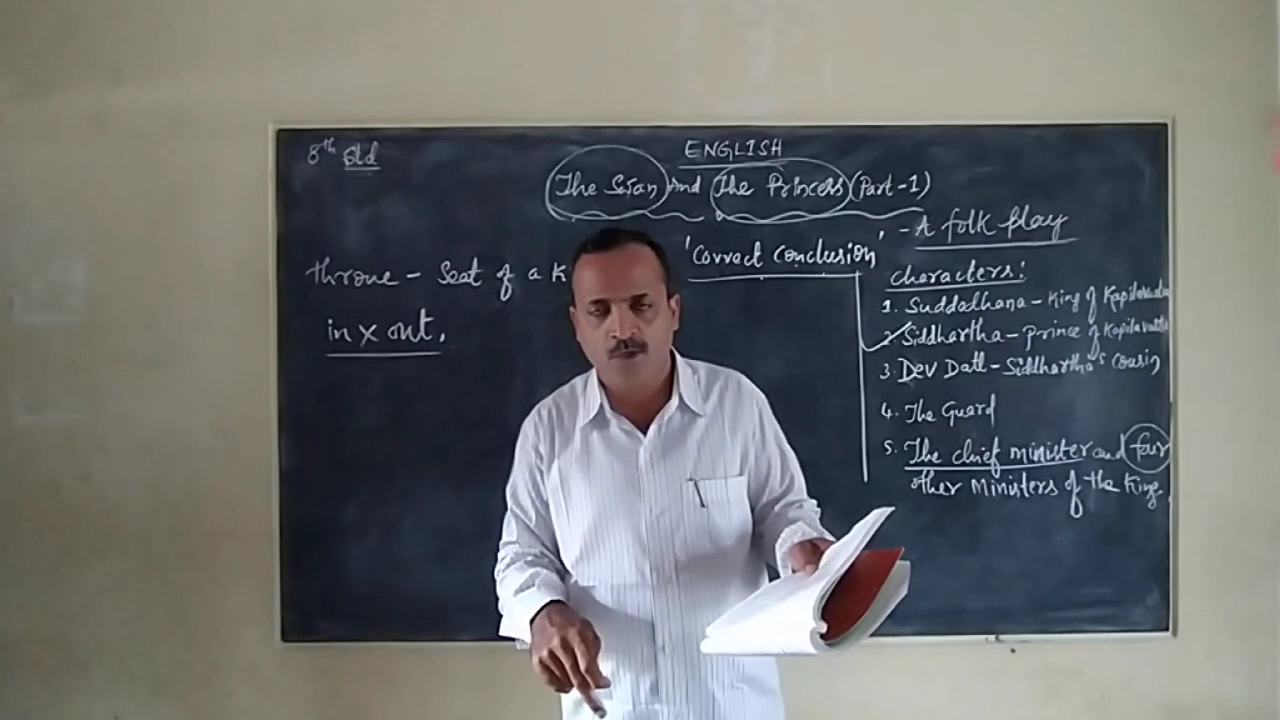 8th Std
ENGLISH
The Swan And The Princess (Part-1)
- A folk play
'Correct conclusion'
throne - Seat of a K
in x out.
characters:
1. Suddadhana - King of Kapilavastu
2. Siddhartha - Prince of Kapilavastu
3. Dev Datt - Siddhartha's cousin
4. The Guard
5. The chief minister and four
other Ministers of the King.